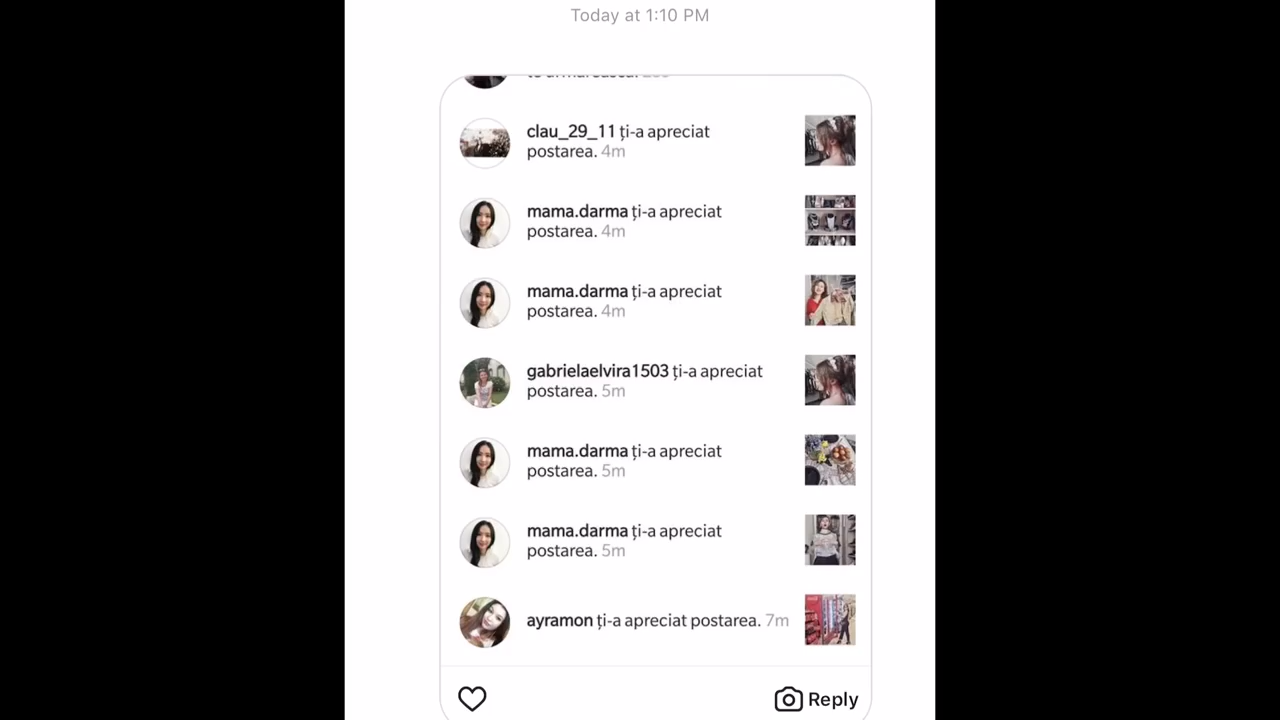 Today at 1:10 PM
clau_29_11 ți-a apreciat
postarea. 4m
mama.darma ți-a apreciat
postarea. 4m
mama.darma ți-a apreciat
postarea. 4m
gabrielaelvira1503 ți-a apreciat
postarea. 5m
mama.darma ți-a apreciat
postarea. 5m
mama.darma ți-a apreciat
postarea. 5m
ayramon ți-a apreciat postarea. 7m
Reply